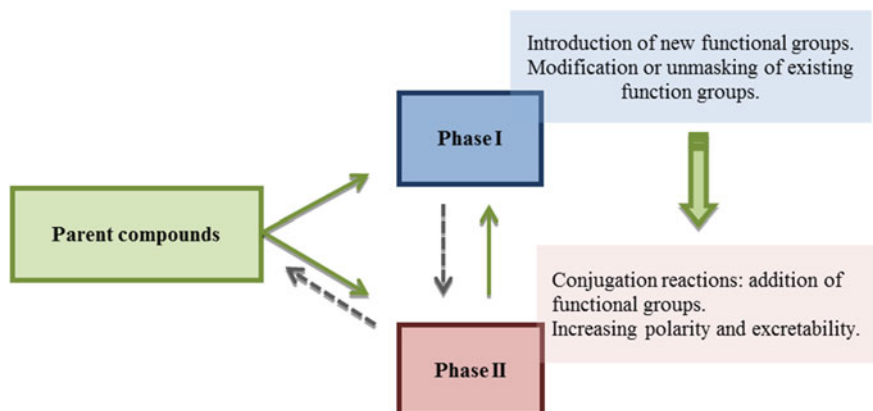 Introduction of new functional groups.
Modification or unmasking of existing
function groups.
Phase I
Parent compounds
Conjugation reactions: addition of
functional groups.
Increasing polarity and excretability.
Phase II